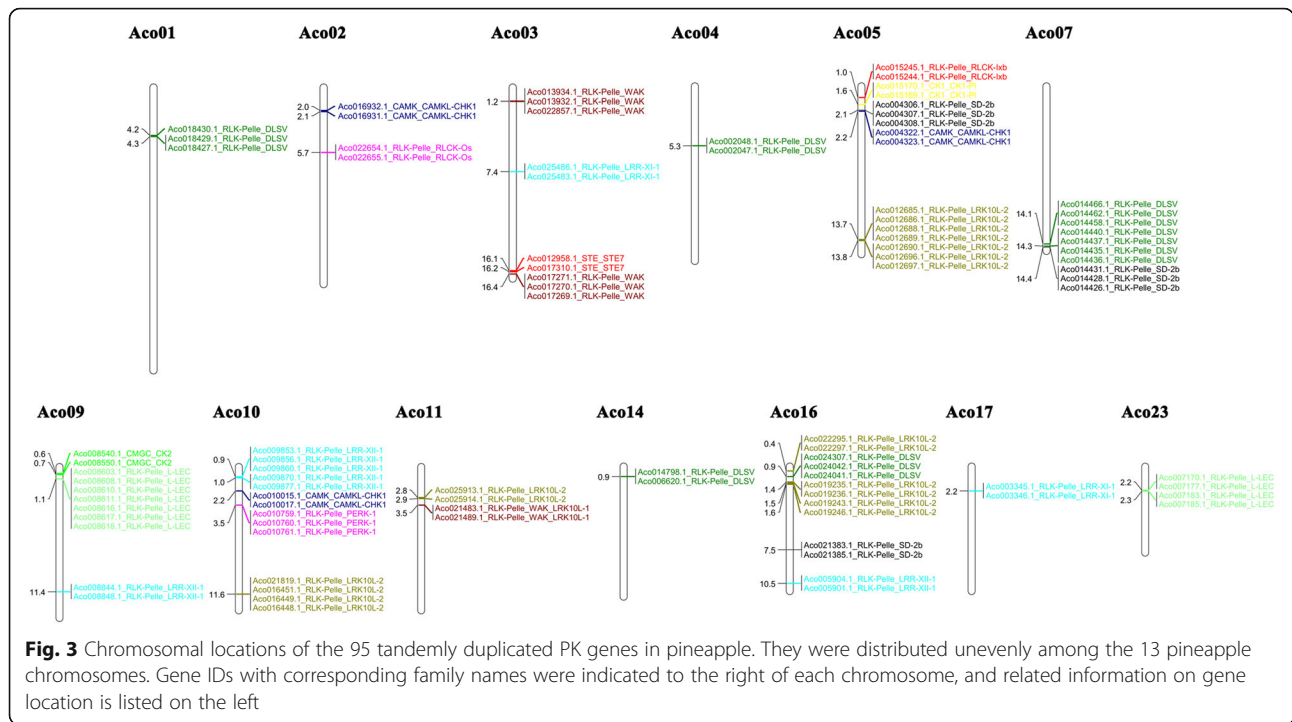 Aco01
4.2
4.3
Aco018430.1_RLK-Pelle_DLSV
Aco018429.1_RLK-Pelle_DLSV
Aco018427.1_RLK-Pelle_DLSV
Aco02
2.0
2.1
5.7
Aco016932.1_CAMK_CAMKL-CHK1
Aco016931.1_CAMK_CAMKL-CHK1
Aco022654.1_RLK-Pelle_RLCK-Os
Aco022655.1_RLK-Pelle_RLCK-Os
Aco03
1.2
7.4
16.1
16.2
16.4
Aco013934.1_RLK-Pelle_WAK
Aco013932.1_RLK-Pelle_WAK
Aco022857.1_RLK-Pelle_WAK
Aco025458.1_RLK-Pelle_LRR-XI-1
Aco025483.1_RLK-Pelle_LRR-XI-1
Aco012958.1_STE_STE7
Aco017310.1_STE_STE7
Aco017271.1_RLK-Pelle_WAK
Aco017270.1_RLK-Pelle_WAK
Aco017269.1_RLK-Pelle_WAK
Aco04
5.3
Aco002048.1_RLK-Pelle_DLSV
Aco002047.1_RLK-Pelle_DLSV
Aco05
1.0
1.6
2.1
2.2
13.7
13.8
Aco015245.1_RLK-Pelle_RLCK-Ixb
Aco015244.1_RLK-Pelle_RLCK-Ixb
Aco004306.1_RLK-Pelle_SD-2b
Aco004307.1_RLK-Pelle_SD-2b
Aco004308.1_RLK-Pelle_SD-2b
Aco004322.1_CAMK_CAMKL-CHK1
Aco004323.1_CAMK_CAMKL-CHK1
Aco012685.1_RLK-Pelle_LRK10L-2
Aco012686.1_RLK-Pelle_LRK10L-2
Aco012688.1_RLK-Pelle_LRK10L-2
Aco012689.1_RLK-Pelle_LRK10L-2
Aco012690.1_RLK-Pelle_LRK10L-2
Aco012696.1_RLK-Pelle_LRK10L-2
Aco012697.1_RLK-Pelle_LRK10L-2
Aco07
14.1
14.3
14.4
Aco014466.1_RLK-Pelle_DLSV
Aco014462.1_RLK-Pelle_DLSV
Aco014458.1_RLK-Pelle_DLSV
Aco014440.1_RLK-Pelle_DLSV
Aco014437.1_RLK-Pelle_DLSV
Aco014435.1_RLK-Pelle_DLSV
Aco014436.1_RLK-Pelle_DLSV
Aco014431.1_RLK-Pelle_SD-2b
Aco014428.1_RLK-Pelle_SD-2b
Aco014426.1_RLK-Pelle_SD-2b
Aco09
0.6
0.7
1.1
11.4
Aco008540.1_CMGC_CK2
Aco008550.1_CMGC_CK2
Aco008603.1_RLK-Pelle_L-LEC
Aco008608.1_RLK-Pelle_L-LEC
Aco008610.1_RLK-Pelle_L-LEC
Aco008611.1_RLK-Pelle_L-LEC
Aco008616.1_RLK-Pelle_L-LEC
Aco008617.1_RLK-Pelle_L-LEC
Aco008618.1_RLK-Pelle_L-LEC
Aco008844.1_RLK-Pelle_LRR-XII-1
Aco008848.1_RLK-Pelle_LRR-XII-1
Aco10
0.9
1.0
2.2
3.5
11.6
Aco009853.1_RLK-Pelle_LRR-XII-1
Aco009856.1_RLK-Pelle_LRR-XII-1
Aco009860.1_RLK-Pelle_LRR-XII-1
Aco009870.1_RLK-Pelle_LRR-XII-1
Aco009877.1_RLK-Pelle_LRR-XII-1
Aco010015.1_CAMK_CAMKL-CHK1
Aco010017.1_CAMK_CAMKL-CHK1
Aco010759.1_RLK-Pelle_PERK-1
Aco010760.1_RLK-Pelle_PERK-1
Aco010761.1_RLK-Pelle_PERK-1
Aco021819.1_RLK-Pelle_LRK10L-2
Aco016451.1_RLK-Pelle_LRK10L-2
Aco016449.1_RLK-Pelle_LRK10L-2
Aco016448.1_RLK-Pelle_LRK10L-2
Aco11
2.8
2.9
3.5
Aco025913.1_RLK-Pelle_LRK10L-2
Aco025914.1_RLK-Pelle_LRK10L-2
Aco021483.1_RLK-Pelle_WAK_LRK10L-1
Aco021489.1_RLK-Pelle_WAK_LRK10L-1
Aco14
0.9
Aco014798.1_RLK-Pelle_DLSV
Aco006620.1_RLK-Pelle_DLSV
Aco16
0.4
0.9
1.4
1.5
1.6
7.5
10.5
Aco022295.1_RLK-Pelle_LRK10L-2
Aco022297.1_RLK-Pelle_LRK10L-2
Aco024307.1_RLK-Pelle_DLSV
Aco024042.1_RLK-Pelle_DLSV
Aco024041.1_RLK-Pelle_DLSV
Aco019235.1_RLK-Pelle_LRK10L-2
Aco019236.1_RLK-Pelle_LRK10L-2
Aco019243.1_RLK-Pelle_LRK10L-2
Aco019246.1_RLK-Pelle_LRK10L-2
Aco021383.1_RLK-Pelle_SD-2b
Aco021385.1_RLK-Pelle_SD-2b
Aco005904.1_RLK-Pelle_LRR-XII-1
Aco005901.1_RLK-Pelle_LRR-XII-1
Aco17
2.2
Aco003345.1_RLK-Pelle_LRR-XI-1
Aco003346.1_RLK-Pelle_LRR-XI-1
Aco23
2.2
2.3
Aco007170.1_RLK-Pelle_L-LEC
Aco007177.1_RLK-Pelle_L-LEC
Aco007183.1_RLK-Pelle_L-LEC
Aco007185.1_RLK-Pelle_L-LEC
Fig. 3 Chromosomal locations of the 95 tandemly duplicated PK genes in pineapple. They were distributed unevenly among the 13 pineapple
chromosomes. Gene IDs with corresponding family names were indicated to the right of each chromosome, and related information on gene
location is listed on the left